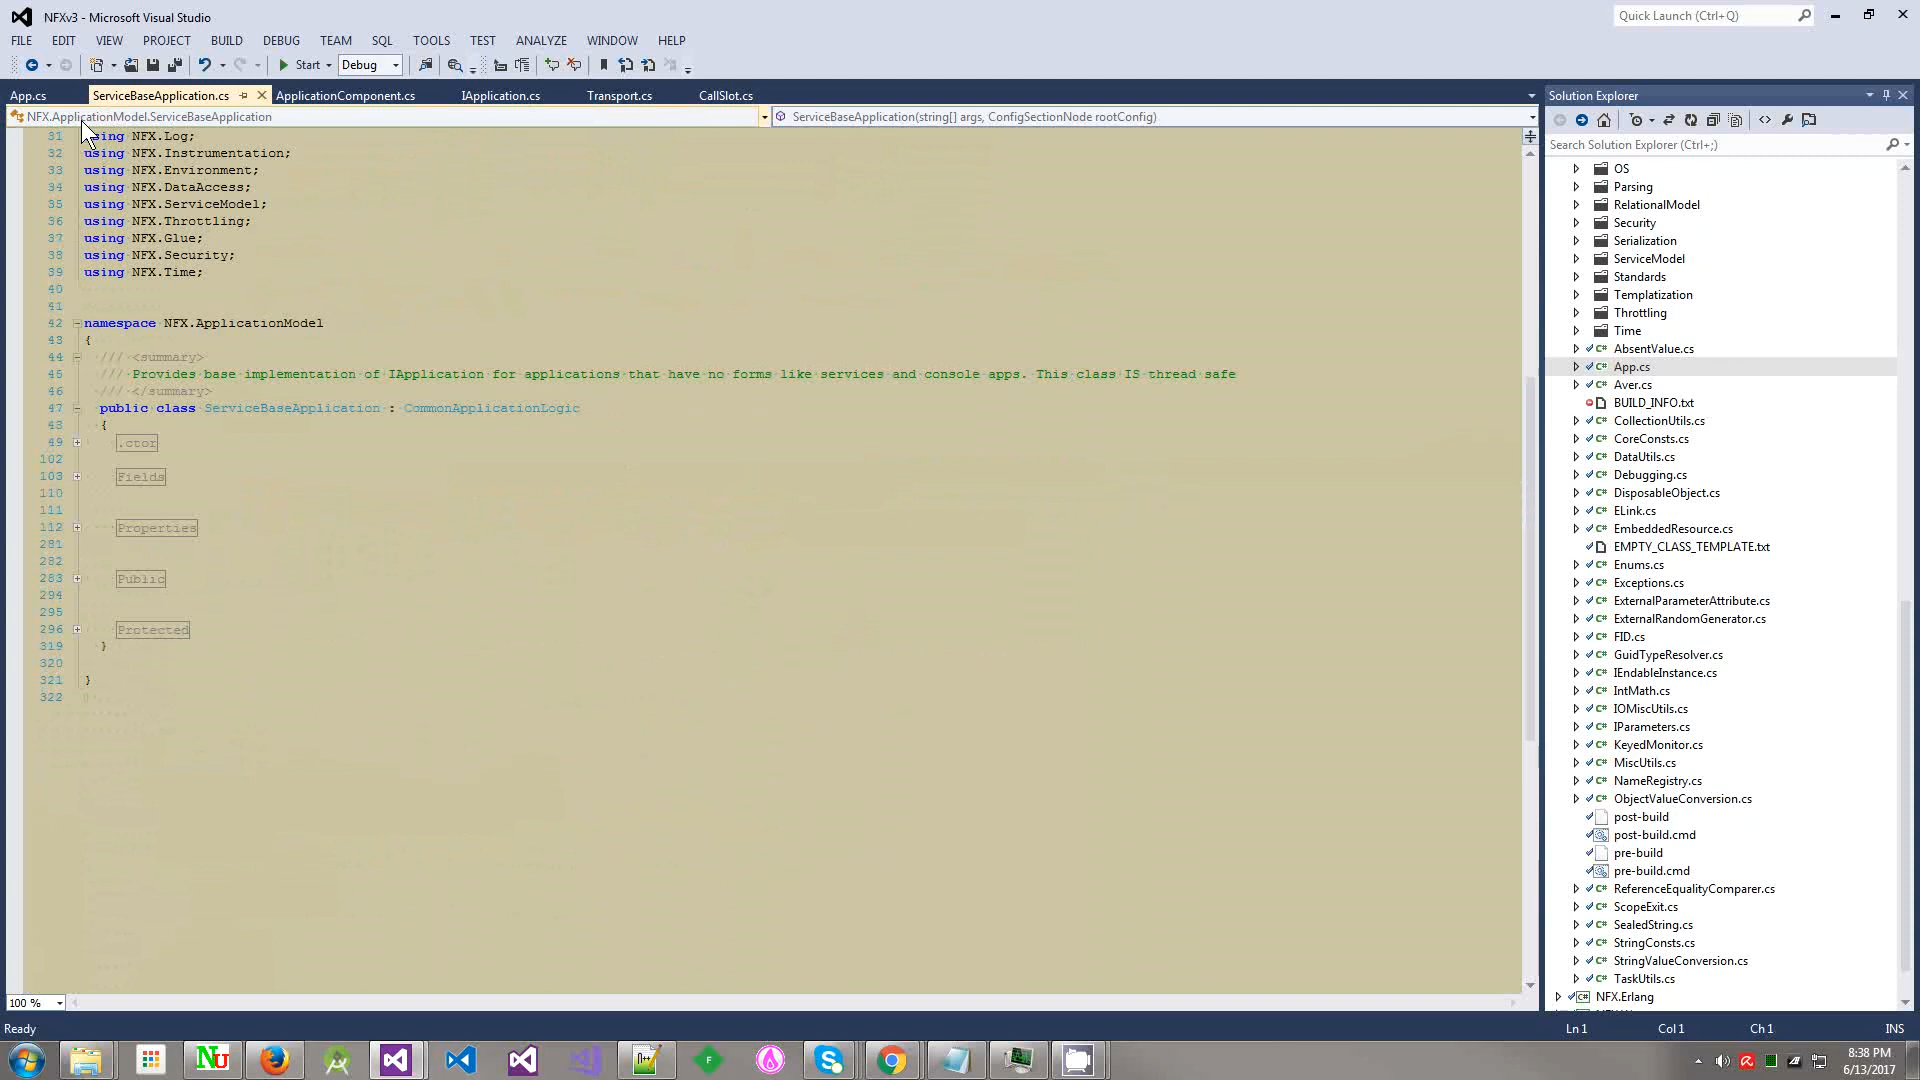 NFXv3 - Microsoft Visual Studio
Quick Launch (Ctrl+Q)
FILE EDIT VIEW PROJECT BUILD DEBUG TEAM SQL TOOLS TEST ANALYZE WINDOW HELP
Start Debug
App.cs ServiceBaseApplication.cs ApplicationComponent.cs IApplication.cs Transport.cs CallSlot.cs
NFX.ApplicationModel.ServiceBaseApplication ServiceBaseApplication(string[] args, ConfigSectionNode rootConfig)
31 using NFX.Log;
32 using NFX.Instrumentation;
33 using NFX.Environment;
34 using NFX.DataAccess;
35 using NFX.ServiceModel;
36 using NFX.Throttling;
37 using NFX.Glue;
38 using NFX.Security;
39 using NFX.Time;
40
41
42 namespace NFX.ApplicationModel
43 {
44 /// <summary>
45 /// Provides base implementation of IApplication for applications that have no forms like services and console apps. This class IS thread safe
46 /// </summary>
47 public class ServiceBaseApplication : CommonApplicationLogic
48 {
49 .ctor
102
103 Fields
110
111
112 Properties
281
282
283 Public
294
295
296 Protected
319 }
320
321 }
322
100 %
Solution Explorer
Search Solution Explorer (Ctrl+;)
OS
Parsing
RelationalModel
Security
Serialization
ServiceModel
Standards
Templatization
Throttling
Time
AbsentValue.cs
App.cs
Aver.cs
BUILD_INFO.txt
CollectionUtils.cs
CoreConsts.cs
DataUtils.cs
Debugging.cs
DisposableObject.cs
ELink.cs
EmbeddedResource.cs
EMPTY_CLASS_TEMPLATE.txt
Enums.cs
Exceptions.cs
ExternalParameterAttribute.cs
ExternalRandomGenerator.cs
FID.cs
GuidTypeResolver.cs
IEndableInstance.cs
IntMath.cs
IOMiscUtils.cs
IParameters.cs
KeyedMonitor.cs
MiscUtils.cs
NameRegistry.cs
ObjectValueConversion.cs
post-build
post-build.cmd
pre-build
pre-build.cmd
ReferenceEqualityComparer.cs
ScopeExit.cs
SealedString.cs
StringConsts.cs
StringValueConversion.cs
TaskUtils.cs
NFX.Erlang
Ready Ln 1 Col 1 Ch 1 INS
8:38 PM
6/13/2017